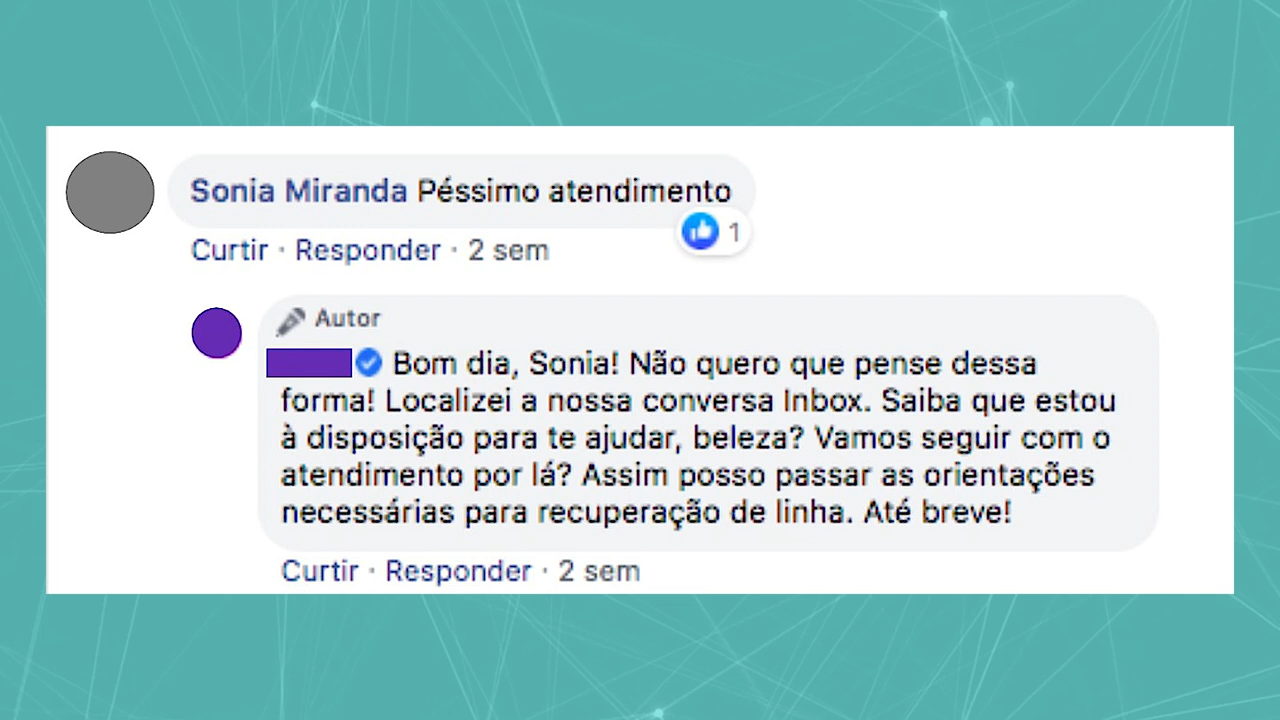 Sonia Miranda Péssimo atendimento
1
Curtir · Responder · 2 sem
Autor
Bom dia, Sonia! Não quero que pense dessa
forma! Localizei a nossa conversa Inbox. Saiba que estou
à disposição para te ajudar, beleza? Vamos seguir com o
atendimento por lá? Assim posso passar as orientações
necessárias para recuperação de linha. Até breve!
Curtir · Responder · 2 sem